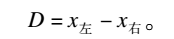 D = x左 − x右。